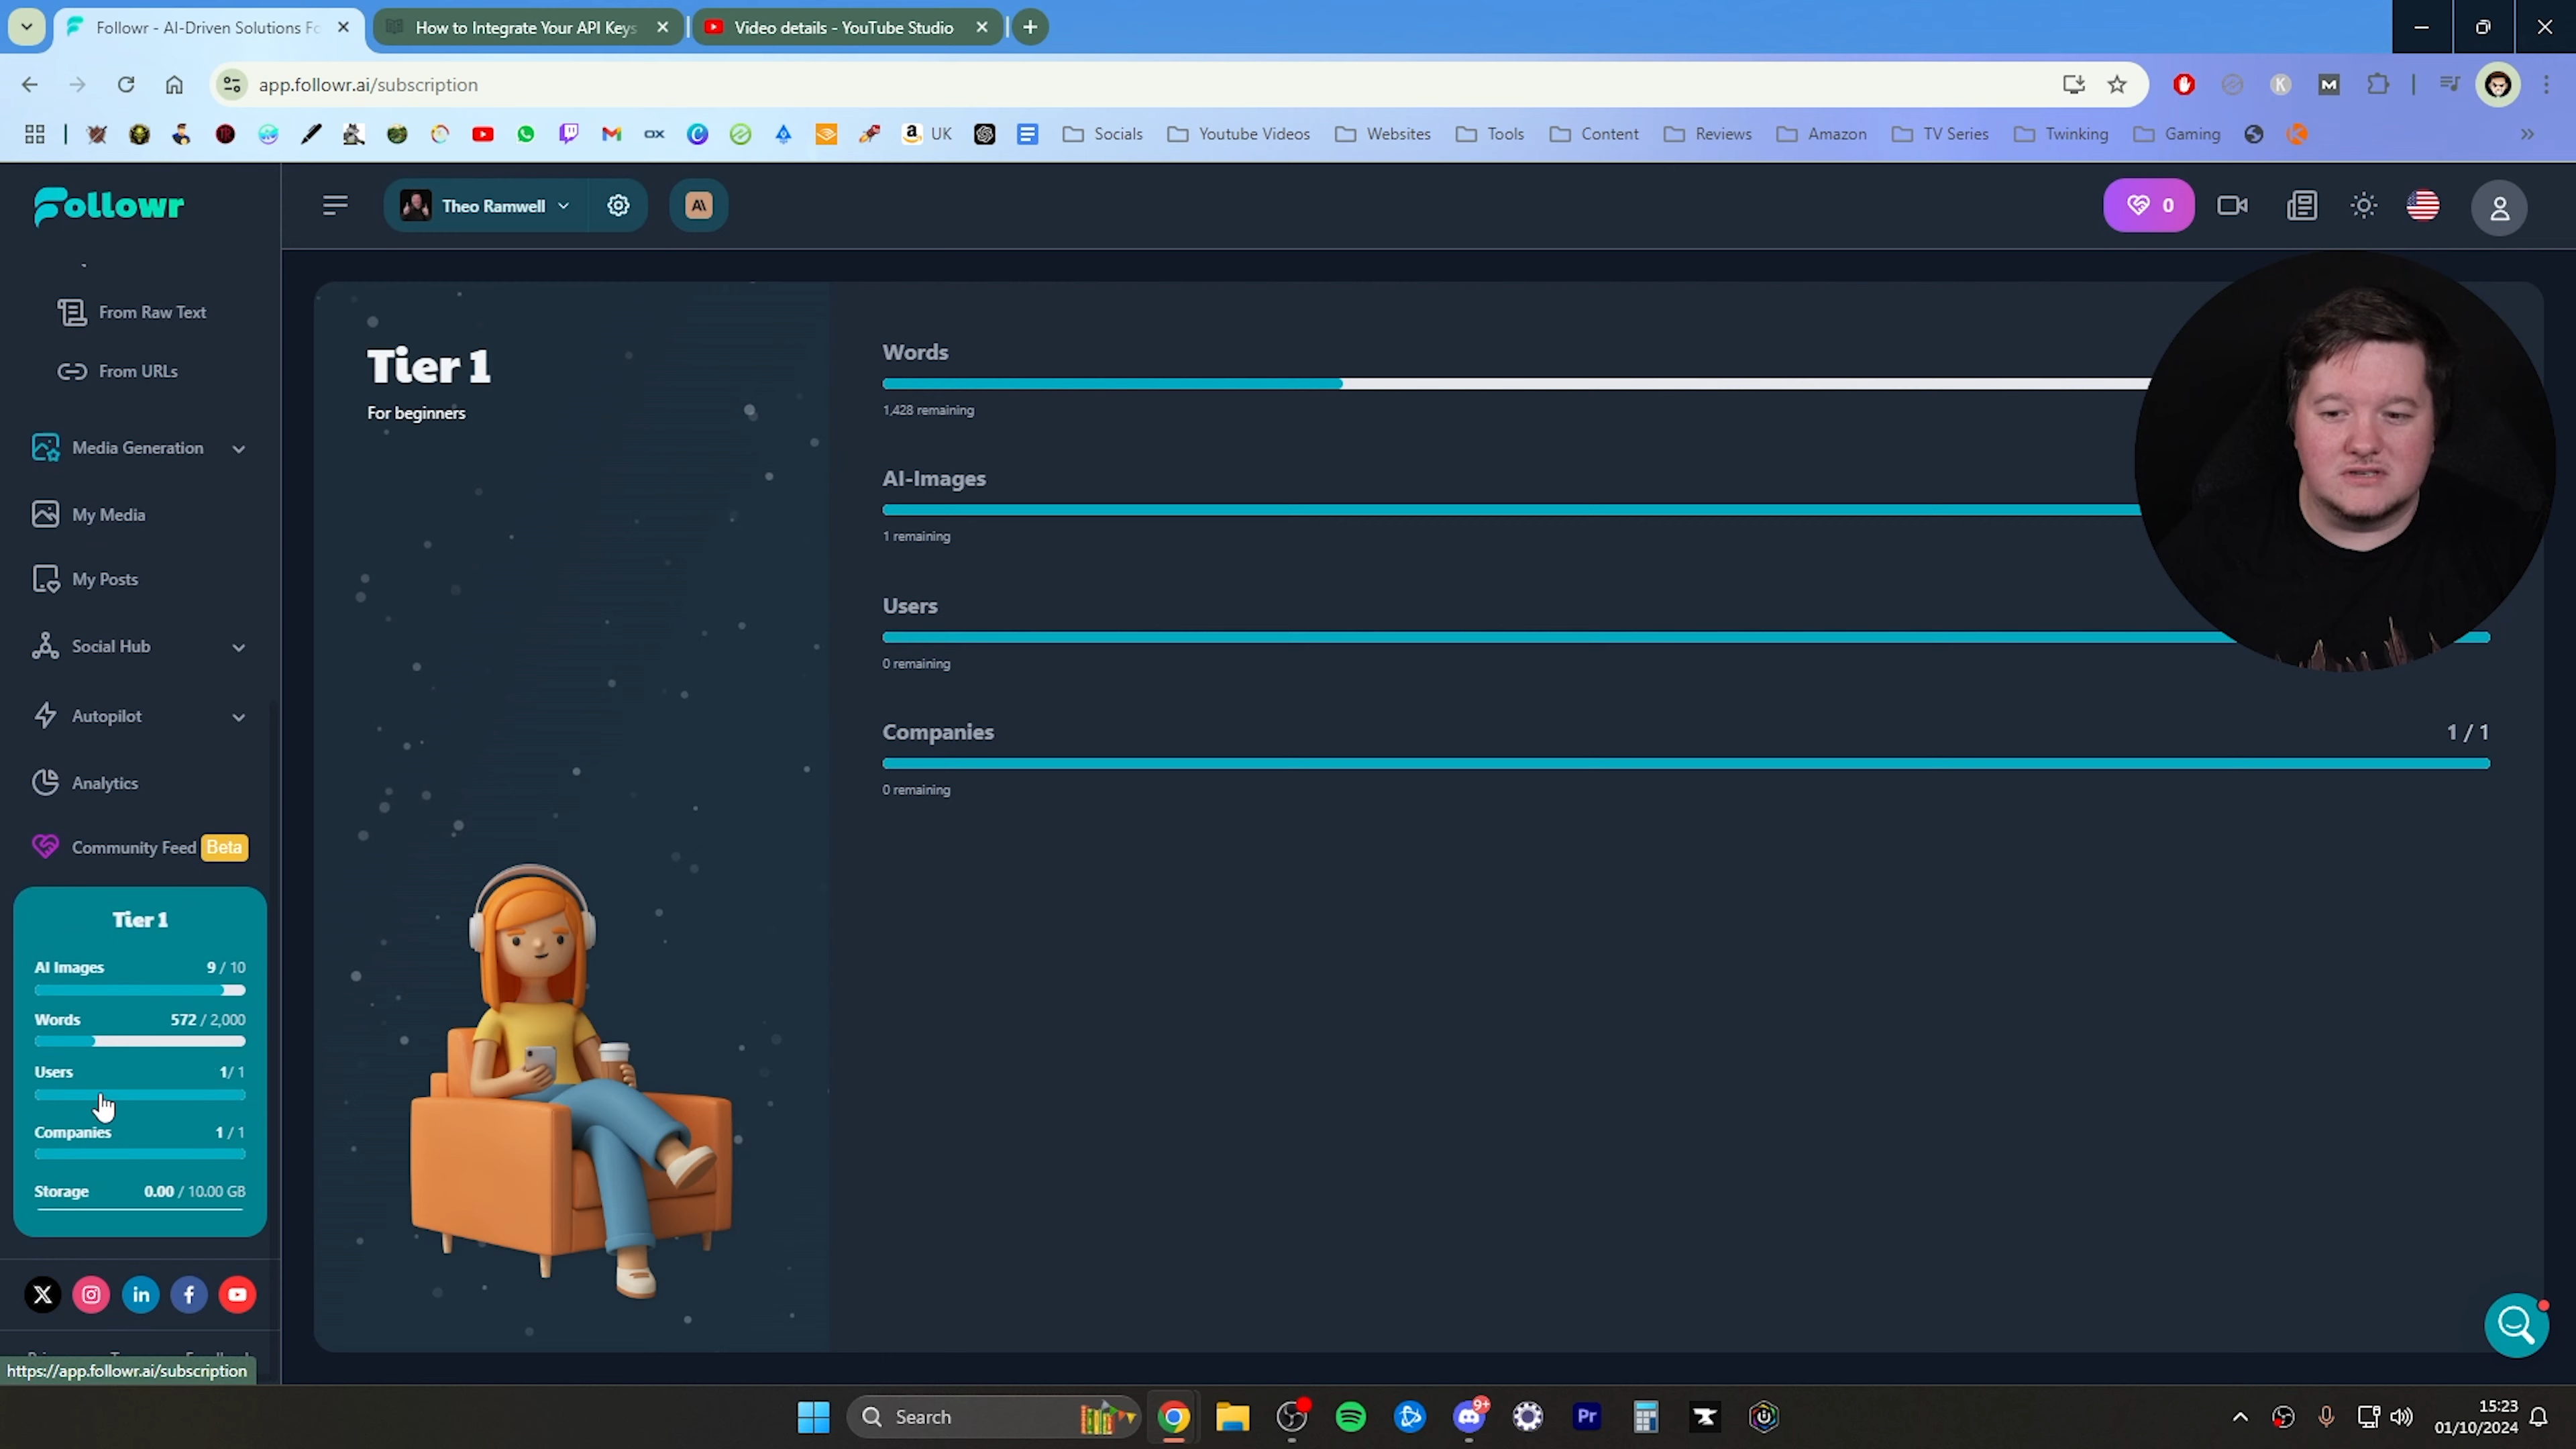 Followr - AI-Driven Solutions Fo
How to Integrate Your API Keys
Video details - YouTube Studio
app.followr.ai/subscription
UK
Socials
Youtube Videos
Websites
Tools
Content
Reviews
Amazon
TV Series
Twinking
Gaming
Followr
Theo Ramwell
0
From Raw Text
From URLs
Media Generation
My Media
My Posts
Social Hub
Autopilot
Analytics
Community Feed Beta
Tier 1
AI Images 9 / 10
Words 572 / 2,000
Users 1 / 1
Companies 1 / 1
Storage 0.00 / 10.00 GB
https://app.followr.ai/subscription
Tier 1
For beginners
Words
1,428 remaining
AI-Images
1 remaining
Users
0 remaining
Companies 1 / 1
0 remaining
Search
9+
Pr
15:23
01/10/2024